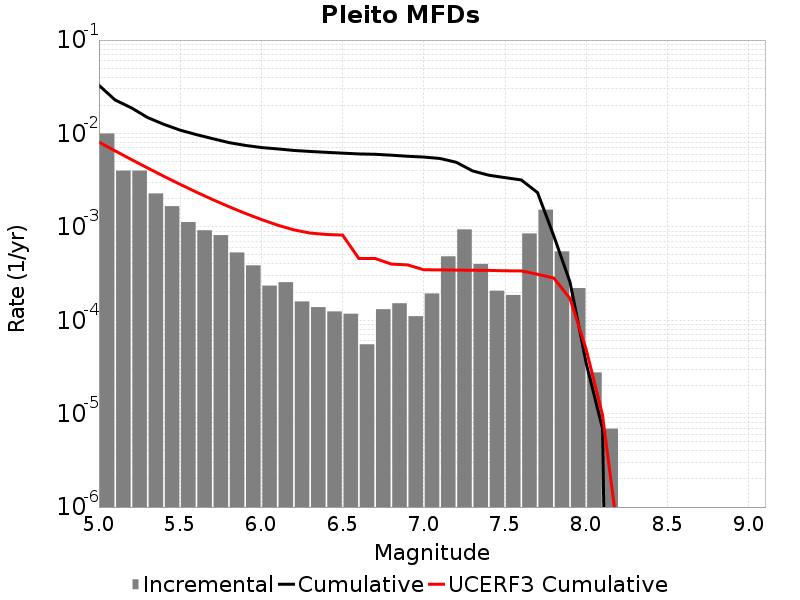 Pleito MFDs
10-1
10-2
10-3
10-4
10-5
10-6
Rate (1/yr)
5.0 5.5 6.0 6.5 7.0 7.5 8.0 8.5 9.0
Magnitude
Incremental Cumulative UCERF3 Cumulative